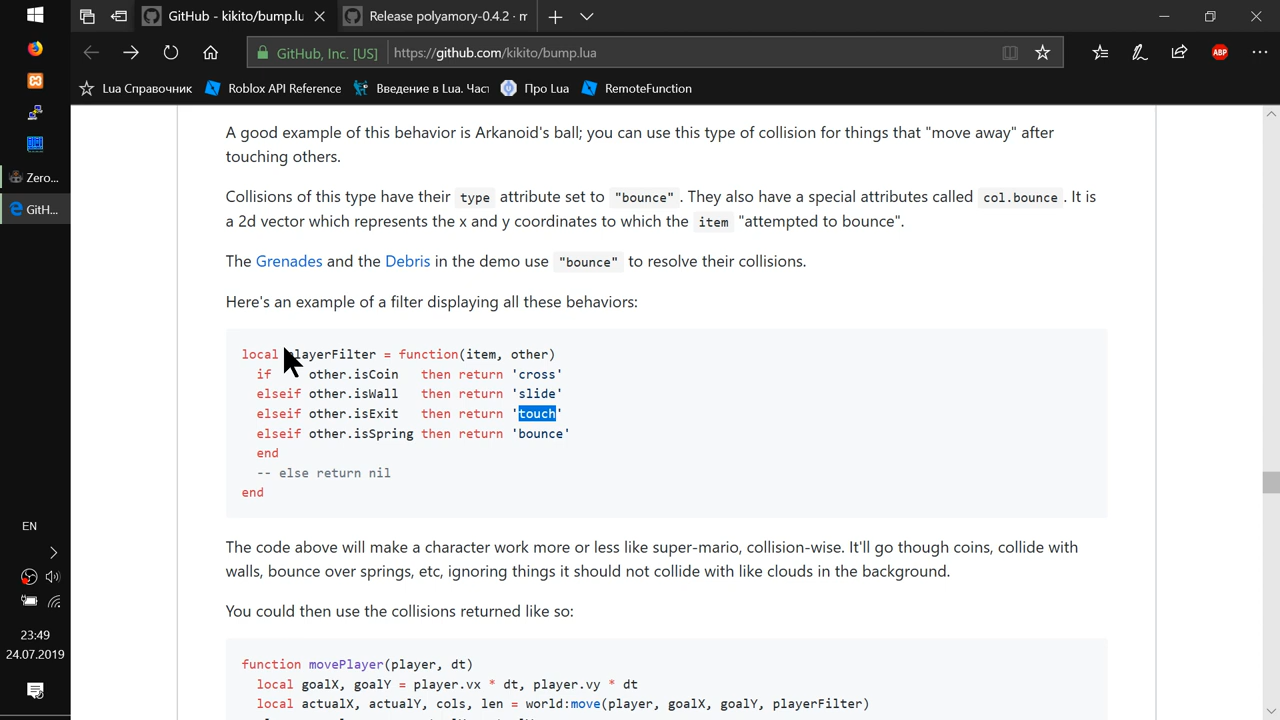 GitHub - kikito/bump.lu
Release polyamory-0.4.2 · m
GitHub, Inc. [US]
https://github.com/kikito/bump.lua
ABP
Lua Справочник
Roblox API Reference
Введение в Lua. Част
Про Lua
RemoteFunction
Zero...
GitH...
A good example of this behavior is Arkanoid's ball; you can use this type of collision for things that "move away" after
touching others.
Collisions of this type have their type attribute set to "bounce". They also have a special attributes called col.bounce. It is
a 2d vector which represents the x and y coordinates to which the item "attempted to bounce".
The Grenades and the Debris in the demo use "bounce" to resolve their collisions.
Here's an example of a filter displaying all these behaviors:
local playerFilter = function(item, other)
if other.isCoin then return 'cross'
elseif other.isWall then return 'slide'
elseif other.isExit then return 'touch'
elseif other.isSpring then return 'bounce'
end
-- else return nil
end
The code above will make a character work more or less like super-mario, collision-wise. It'll go though coins, collide with
walls, bounce over springs, etc, ignoring things it should not collide with like clouds in the background.
You could then use the collisions returned like so:
function movePlayer(player, dt)
local goalX, goalY = player.vx * dt, player.vy * dt
local actualX, actualY, cols, len = world:move(player, goalX, goalY, playerFilter)
EN
23:49
24.07.2019